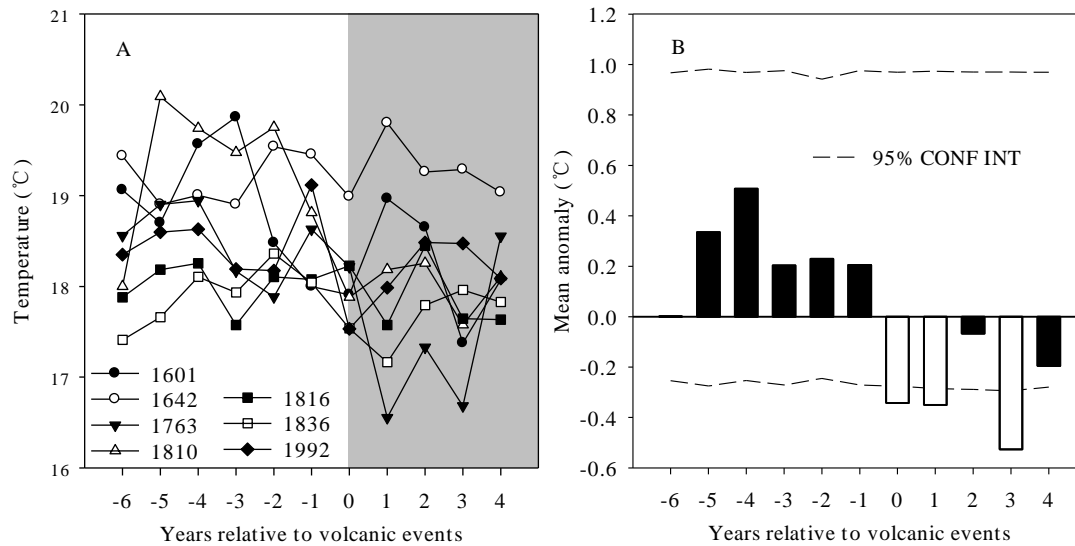 21
20
19
18
17
16
Temperature (℃)
A
1601
1642
1763
1810
1816
1836
1992
-6 -5 -4 -3 -2 -1 0 1 2 3 4
Years relative to volcanic events
1.2
1.0
0.8
0.6
0.4
0.2
0.0
-0.2
-0.4
-0.6
Mean anomaly (℃)
B
95% CONF INT
-6 -5 -4 -3 -2 -1 0 1 2 3 4
Years relative to volcanic events